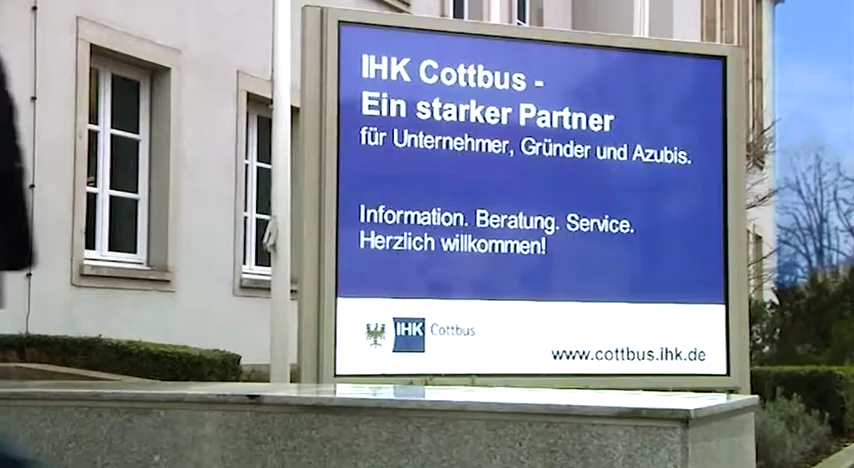 IHK Cottbus -
Ein starker Partner
für Unternehmer, Gründer und Azubis.
Information. Beratung. Service.
Herzlich willkommen!
IHK Cottbus
www.cottbus.ihk.de